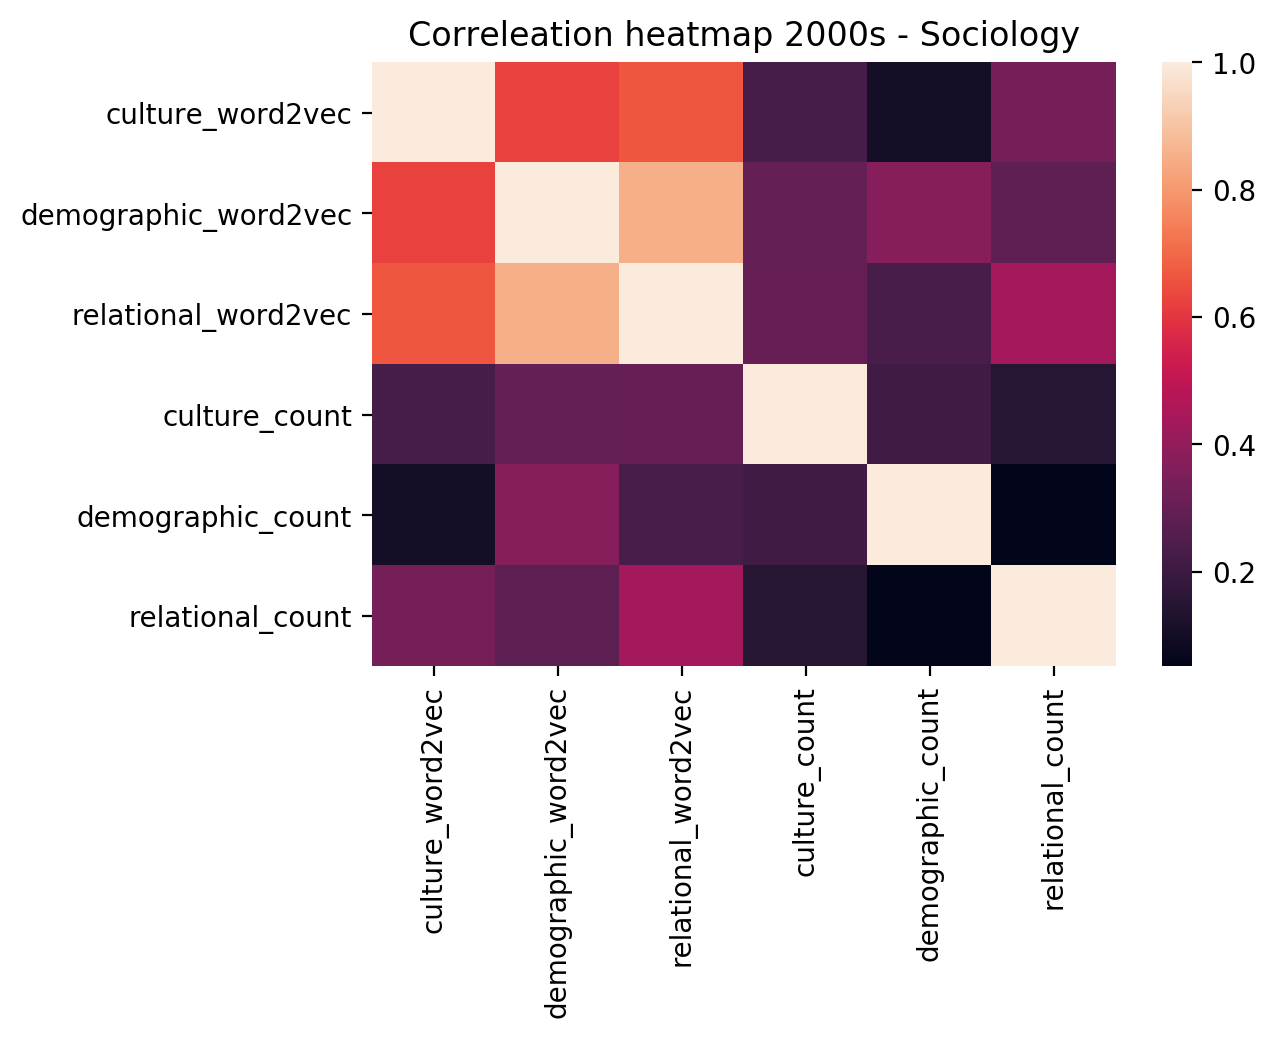 Correleation heatmap 2000s - Sociology
culture_word2vec
demographic_word2vec
relational_word2vec
culture_count
demographic_count
relational_count
culture_word2vec
demographic_word2vec
relational_word2vec
culture_count
demographic_count
relational_count
1.0
0.8
0.6
0.4
0.2